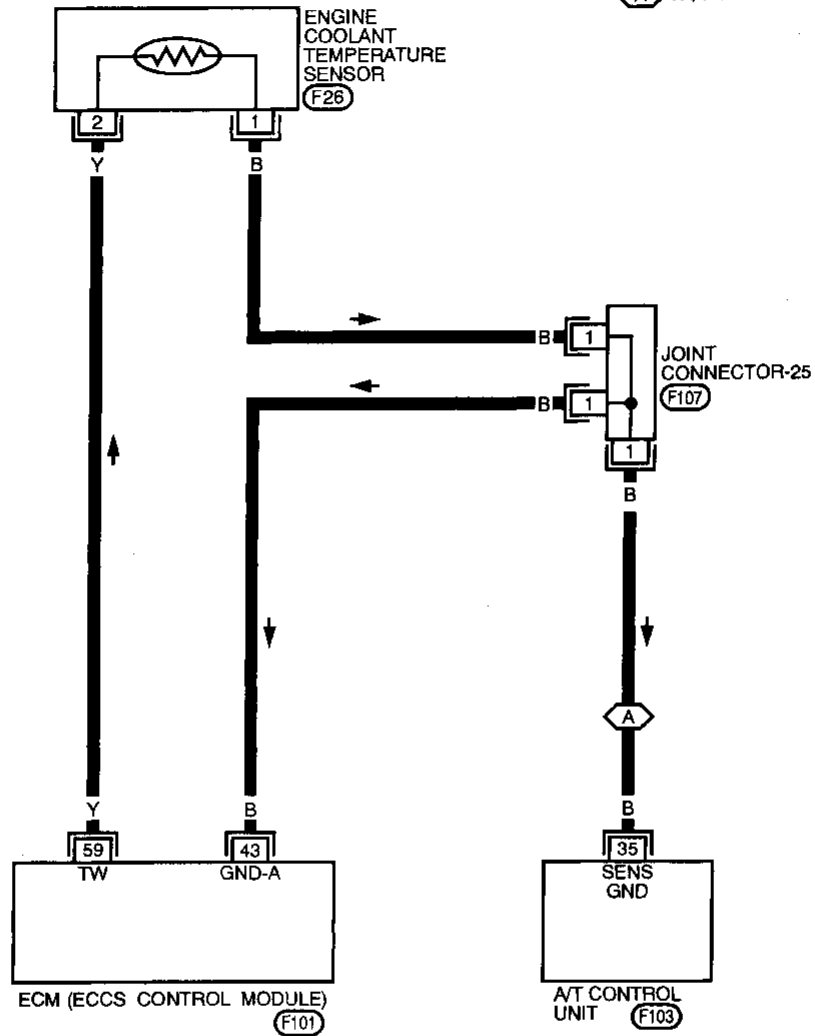 A
ENGINE
COOLANT
TEMPERATURE
SENSOR
F26
2
1
Y
B
B
1
JOINT
CONNECTOR-25
F107
B
1
1
B
A
Y
B
B
59
43
35
TW
GND-A
SENS
GND
ECM (ECCS CONTROL MODULE)
F101
A/T CONTROL
UNIT
F103